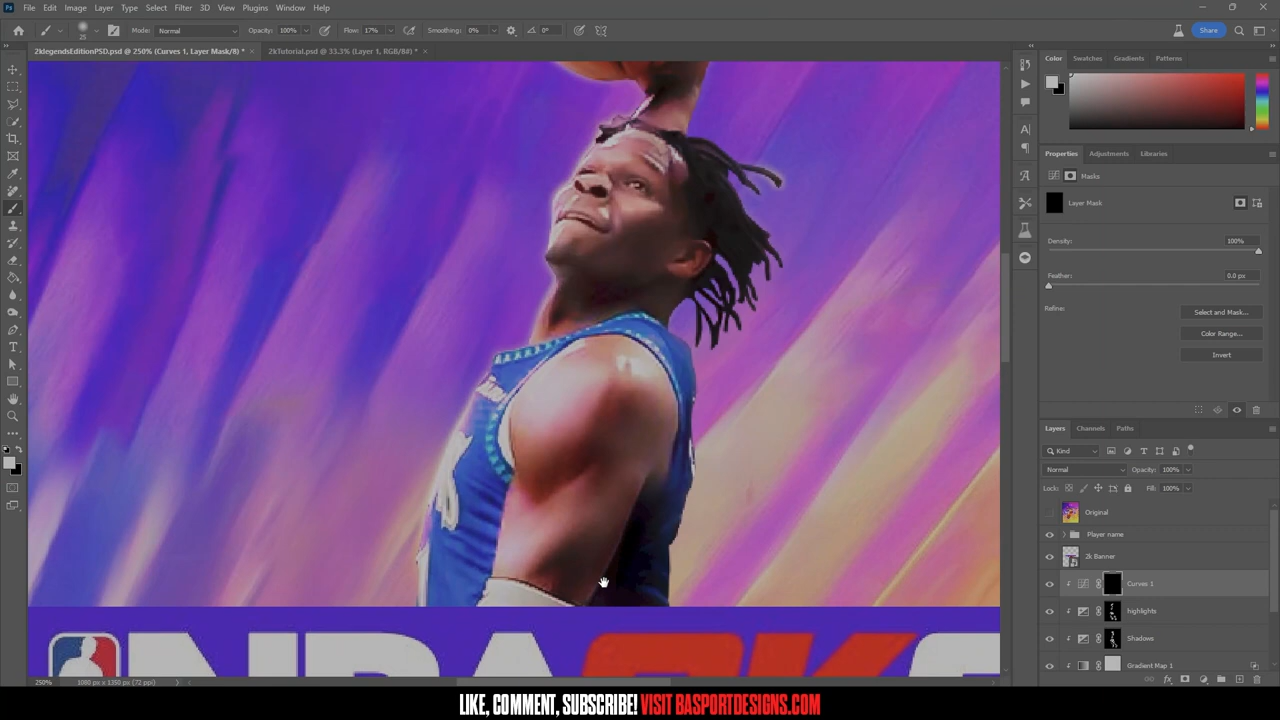 File Edit Image Layer Type Select Filter 3D View Plugins Window Help
Mode: Normal Opacity: 100% Flow: 17% Smoothing: 0% 0° Share
25
2klegendsEditionPSD.psd @ 250% (Curves 1, Layer Mask/8) * 2kTutorial.psd @ 33.3% (Layer 1, RGB/8#) *
Color Swatches Gradients Patterns
Properties Adjustments Libraries
Masks
Layer Mask
Density: 100%
Feather: 0.0 px
Refine: Select and Mask...
Color Range...
Invert
Layers Channels Paths
Kind
Normal Opacity: 100%
Lock: Fill: 100%
Original
Player name
2k Banner
Curves 1
highlights
Shadows
Gradient Map 1
NBA 2K
250% 1080 px x 1350 px (72 ppi)
LIKE, COMMENT, SUBSCRIBE! VISIT BASPORTDESIGNS.COM